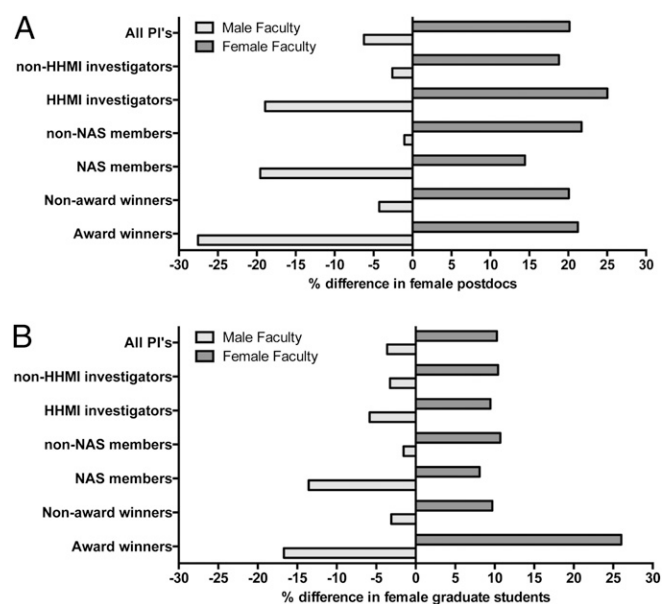 A
Male Faculty
Female Faculty
All PI's
non-HHMI investigators
HHMI investigators
non-NAS members
NAS members
Non-award winners
Award winners
-30 -25 -20 -15 -10 -5 0 5 10 15 20 25 30
% difference in female postdocs
B
Male Faculty
Female Faculty
All PI's
non-HHMI investigators
HHMI investigators
non-NAS members
NAS members
Non-award winners
Award winners
-30 -25 -20 -15 -10 -5 0 5 10 15 20 25 30
% difference in female graduate students